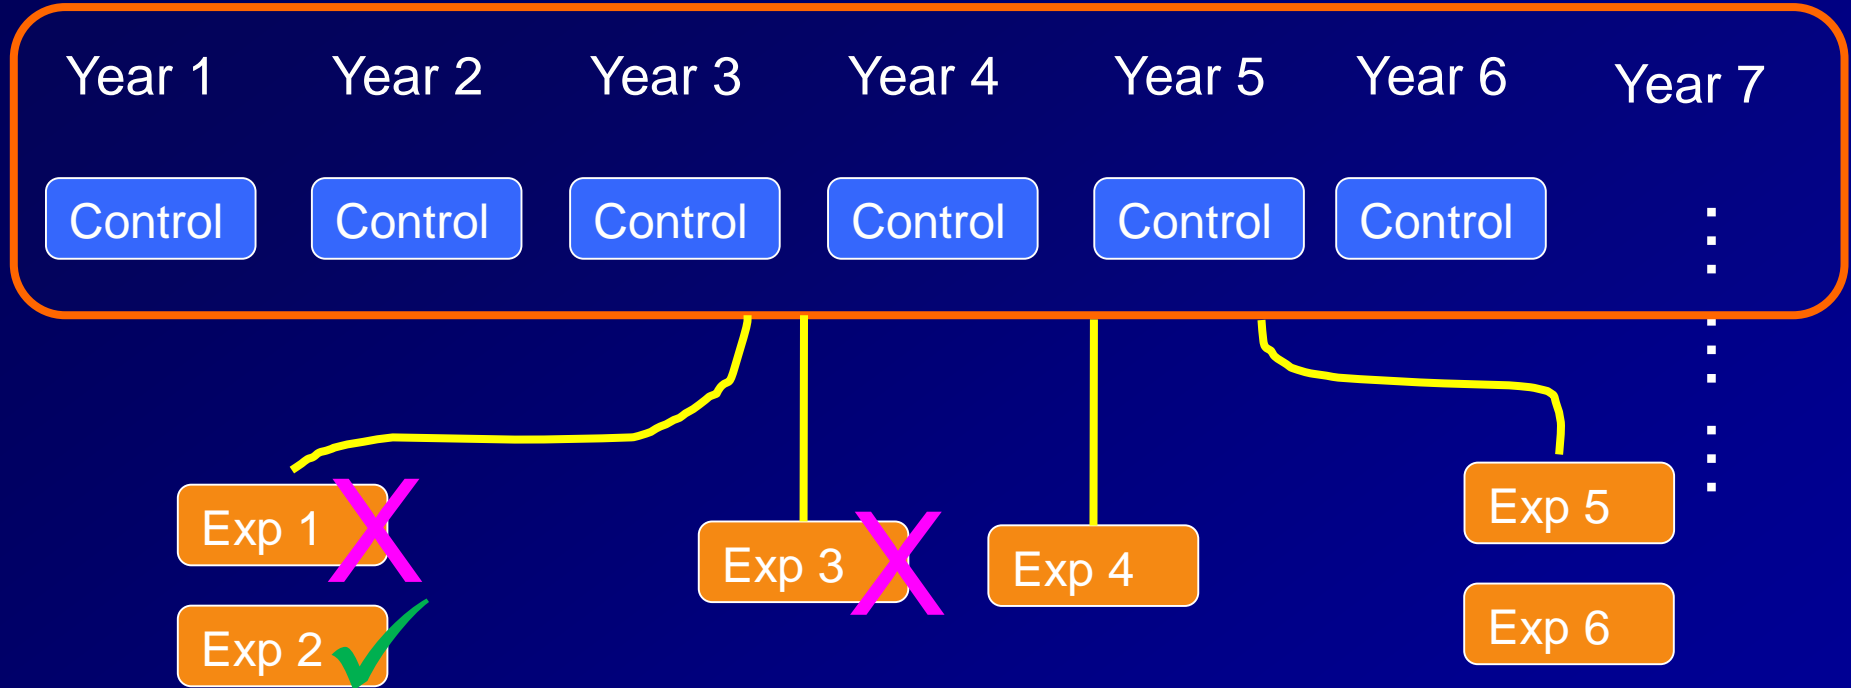 Year 1
Year 2
Year 3
Year 4
Year 5
Year 6
Year 7
Control
Control
Control
Control
Control
Control
Exp 1
X
Exp 2
Exp 3
X
Exp 4
Exp 5
Exp 6